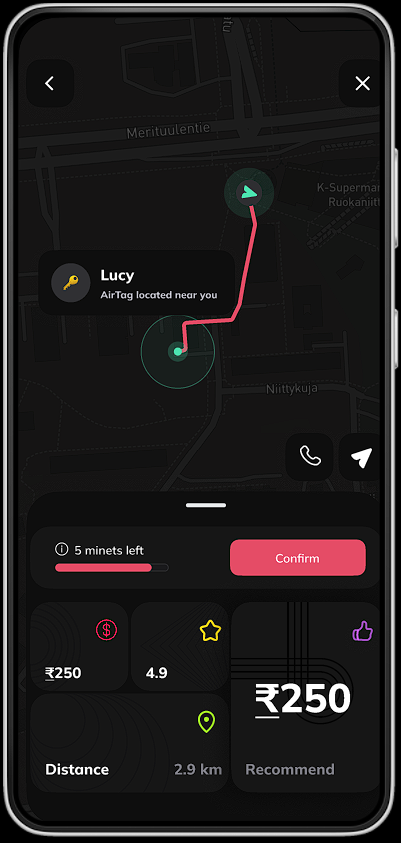 Merituulentie
K-Superma
Ruokaniitt
Lucy
AirTag located near you
Niittykuja
5 minets left
Confirm
₹250
4.9
₹250
Distance
2.9 km
Recommend